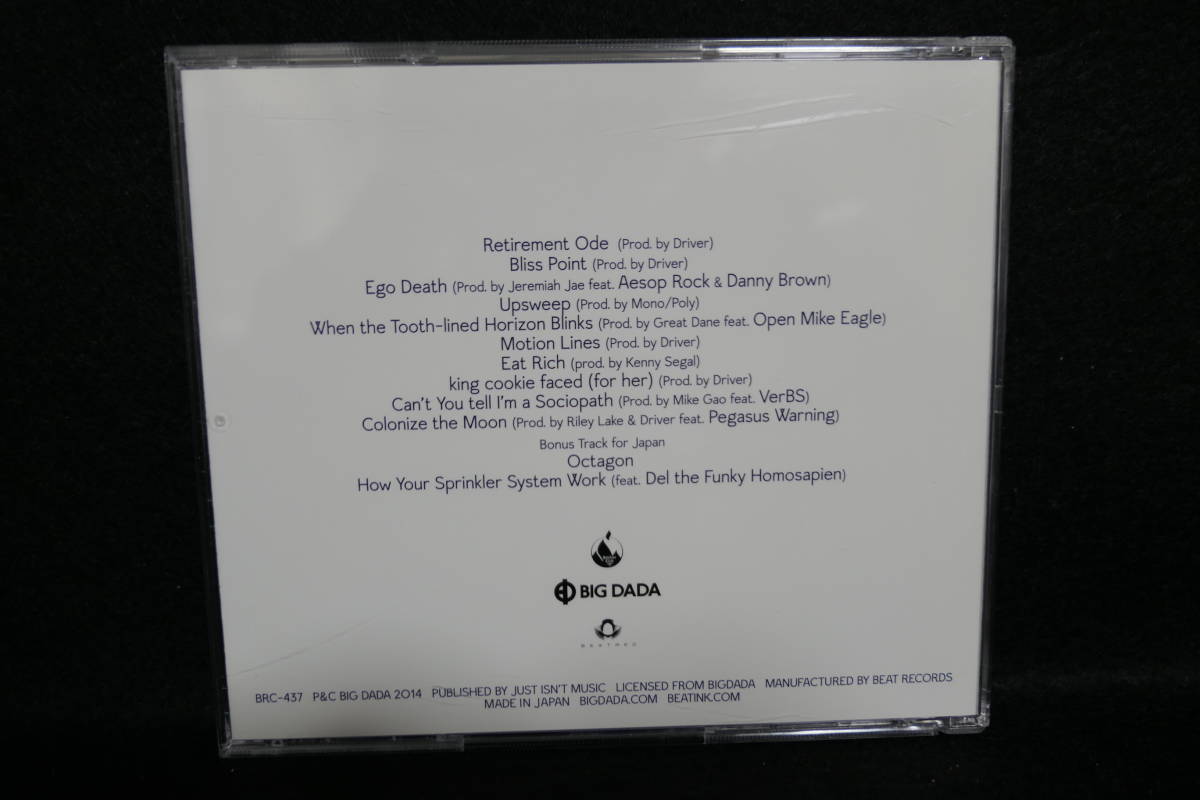 Retirement Ode (Prod. by Driver)
Bliss Point (Prod. by Driver)
Ego Death (Prod. by Jeremiah Jae feat. Aesop Rock & Danny Brown)
Upsweep (Prod. by Mono/Poly)
When the Tooth-lined Horizon Blinks (Prod. by Great Dane feat. Open Mike Eagle)
Motion Lines (Prod. by Driver)
Eat Rich (prod. by Kenny Segal)
king cookie faced (for her) (Prod. by Driver)
Can't You tell I'm a Sociopath (Prod. by Mike Gao feat. VerBS)
Colonize the Moon (Prod. by Riley Lake & Driver feat. Pegasus Warning)
Bonus Track for Japan
Octagon
How Your Sprinkler System Work (feat. Del the Funky Homosapien)
BIG DADA
BEATREC
BRC-437 P&C BIG DADA 2014 PUBLISHED BY JUST ISN'T MUSIC LICENSED FROM BIGDADA MANUFACTURED BY BEAT RECORDS
MADE IN JAPAN BIGDADA.COM BEATINK.COM